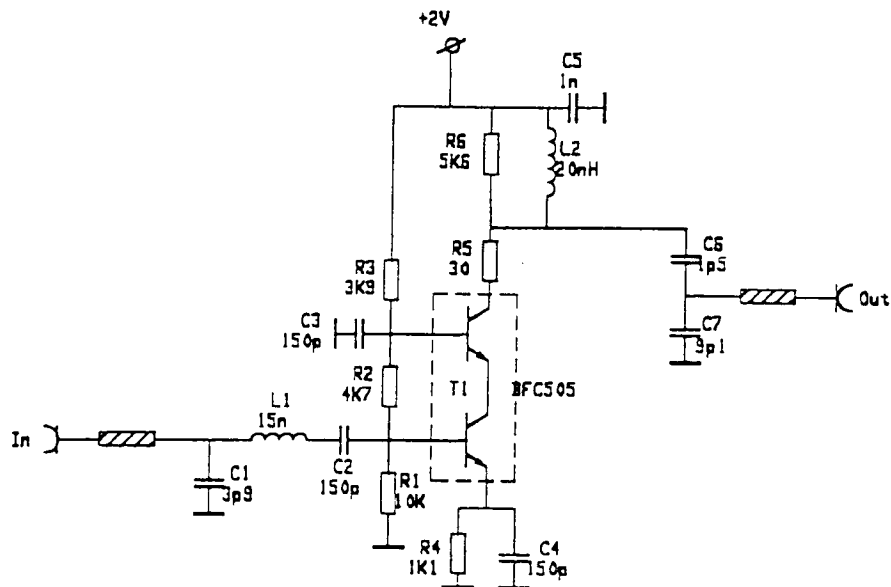 +2V
C5
1n
R6
5K6
L2
20nH
R5
30
C6
1p5
R3
3K9
Out
C3
150p
C7
9p1
R2
4K7
T1
BFC505
L1
15n
In
C1
3p9
C2
150p
R1
10K
R4
1K1
C4
150p